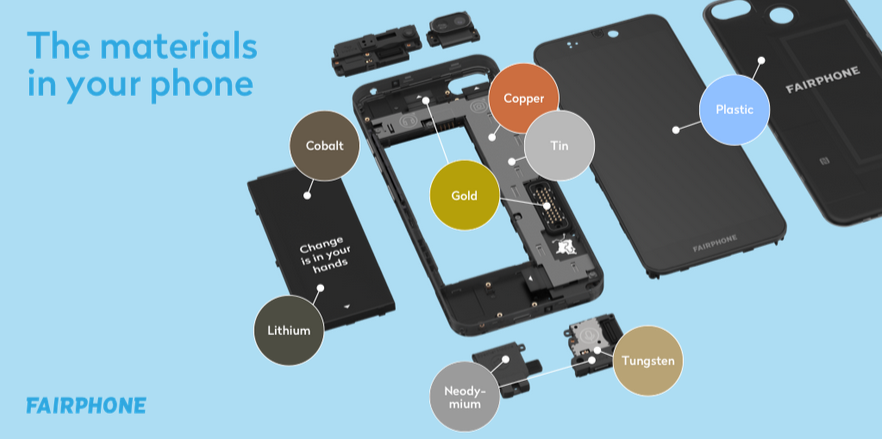 The materials
in your phone
FAIRPHONE
Copper
Plastic
Cobalt
Tin
Gold
Change
is in your
hands
FAIRPHONE
Lithium
Tungsten
Neody-
mium
FAIRPHONE